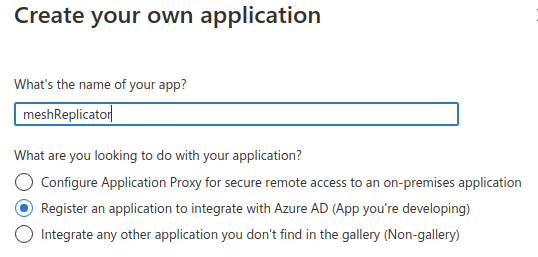 Create your own application
What's the name of your app?
meshReplicator
What are you looking to do with your application?
Configure Application Proxy for secure remote access to an on-premises application
Register an application to integrate with Azure AD (App you're developing)
Integrate any other application you don't find in the gallery (Non-gallery)